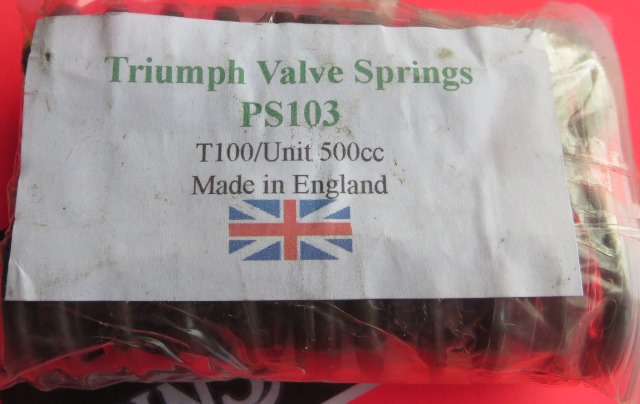 Triumph Valve Springs
PS103
T100/Unit 500cc
Made in England